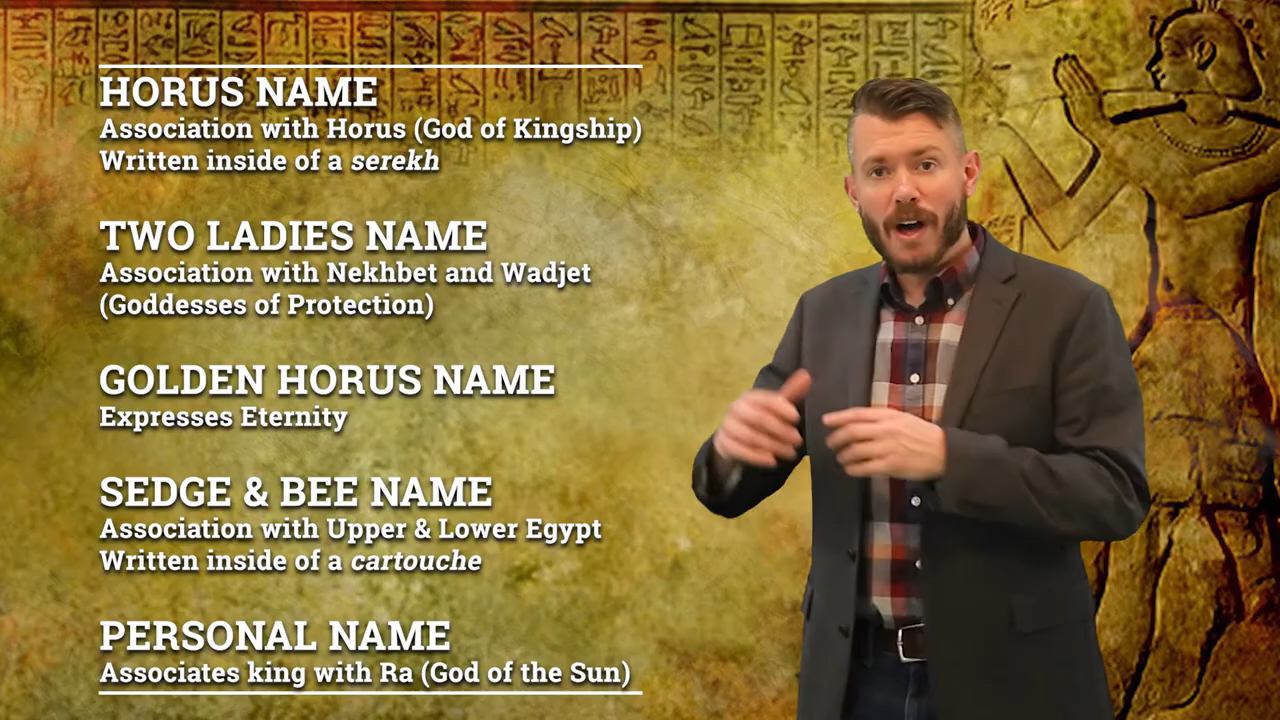 HORUS NAME
Association with Horus (God of Kingship)
Written inside of a serekh
TWO LADIES NAME
Association with Nekhbet and Wadjet
(Goddesses of Protection)
GOLDEN HORUS NAME
Expresses Eternity
SEDGE & BEE NAME
Association with Upper & Lower Egypt
Written inside of a cartouche
PERSONAL NAME
Associates king with Ra (God of the Sun)